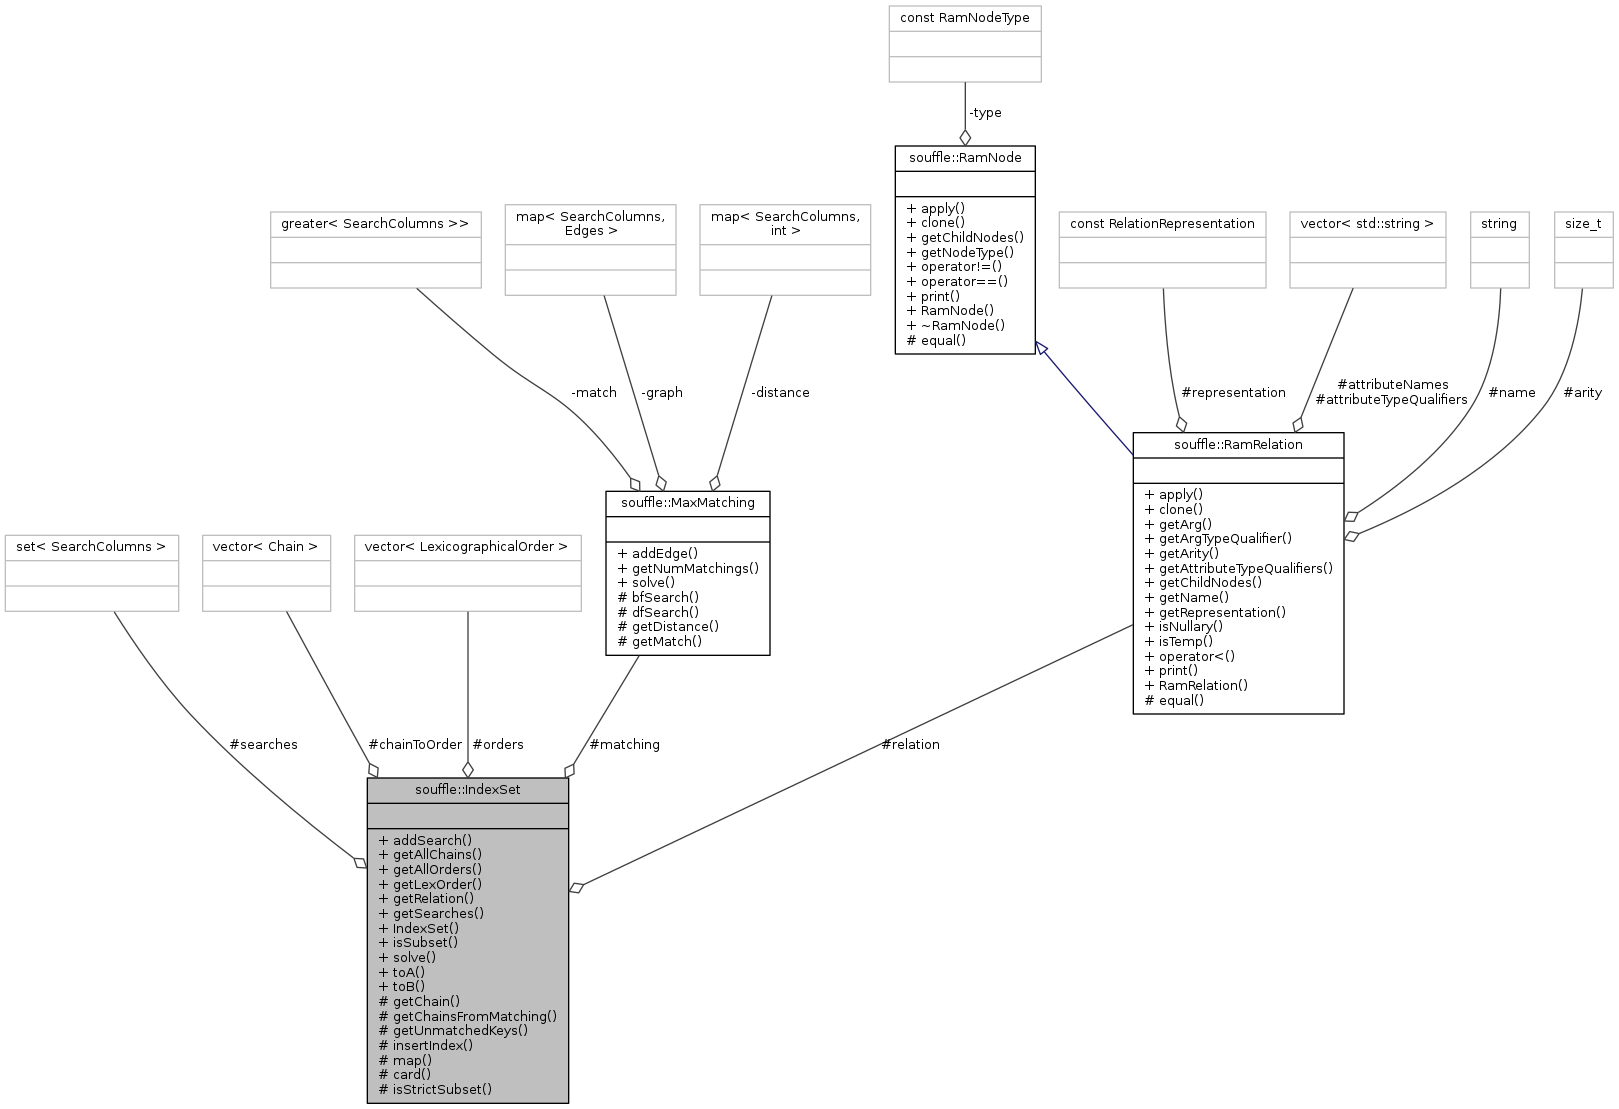 const RamNodeType
-type
souffle::RamNode
+ apply()
+ clone()
+ getChildNodes()
+ getNodeType()
+ operator!=()
+ operator==()
+ print()
+ RamNode()
+ ~RamNode()
# equal()
greater< SearchColumns >>
map< SearchColumns,
Edges >
map< SearchColumns,
int >
const RelationRepresentation
vector< std::string >
string
size_t
-match
-graph
-distance
#representation
#attributeNames
#attributeTypeQualifiers
#name
#arity
souffle::RamRelation
+ apply()
+ clone()
+ getArg()
+ getArgTypeQualifier()
+ getArity()
+ getAttributeTypeQualifiers()
+ getChildNodes()
+ getName()
+ getRepresentation()
+ isNullary()
+ isTemp()
+ operator<()
+ print()
+ RamRelation()
# equal()
souffle::MaxMatching
+ addEdge()
+ getNumMatchings()
+ solve()
# bfSearch()
# dfSearch()
# getDistance()
# getMatch()
set< SearchColumns >
vector< Chain >
vector< LexicographicalOrder >
#searches
#chainToOrder
#orders
#matching
#relation
souffle::IndexSet
+ addSearch()
+ getAllChains()
+ getAllOrders()
+ getLexOrder()
+ getRelation()
+ getSearches()
+ IndexSet()
+ isSubset()
+ solve()
+ toA()
+ toB()
# getChain()
# getChainsFromMatching()
# getUnmatchedKeys()
# insertIndex()
# map()
# card()
# isStrictSubset()